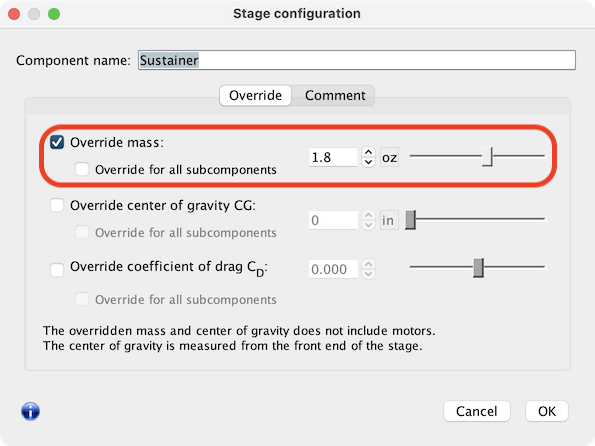 Stage configuration
Component name: Sustainer
Override Comment
Override mass:
Override for all subcomponents 1.8 oz
Override center of gravity CG:
Override for all subcomponents 0 in
Override coefficient of drag CD: 0.000
Override for all subcomponents
The overridden mass and center of gravity does not include motors.
The center of gravity is measured from the front end of the stage.
i Cancel OK